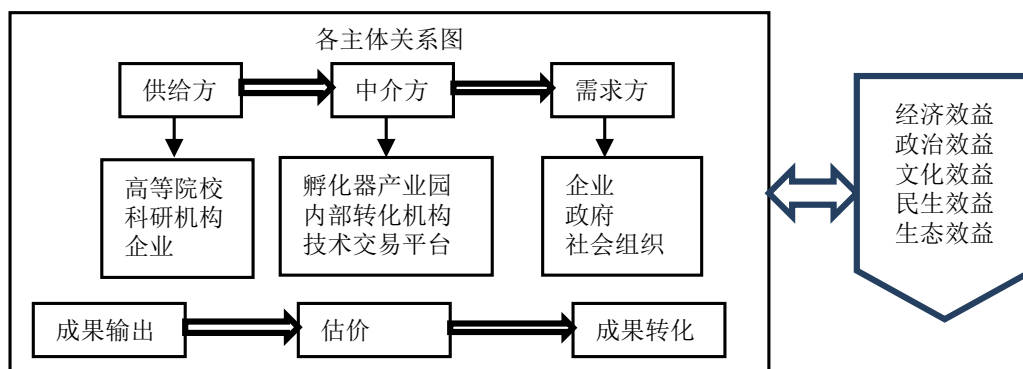 各主体关系图
供给方
中介方
需求方
高等院校
科研机构
企业
孵化器产业园
内部转化机构
技术交易平台
企业
政府
社会组织
成果输出
估价
成果转化
经济效益
政治效益
文化效益
民生效益
生态效益